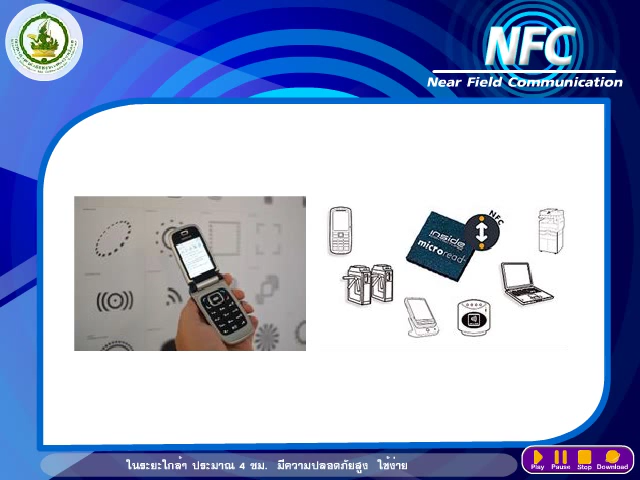 NFC
Near Field Communication
NFC
inside
microread
ในระยะใกล้ๆ ประมาณ 4 ซม. มีความปลอดภัยสูง ใช้ง่าย
Play Pause Stop Download